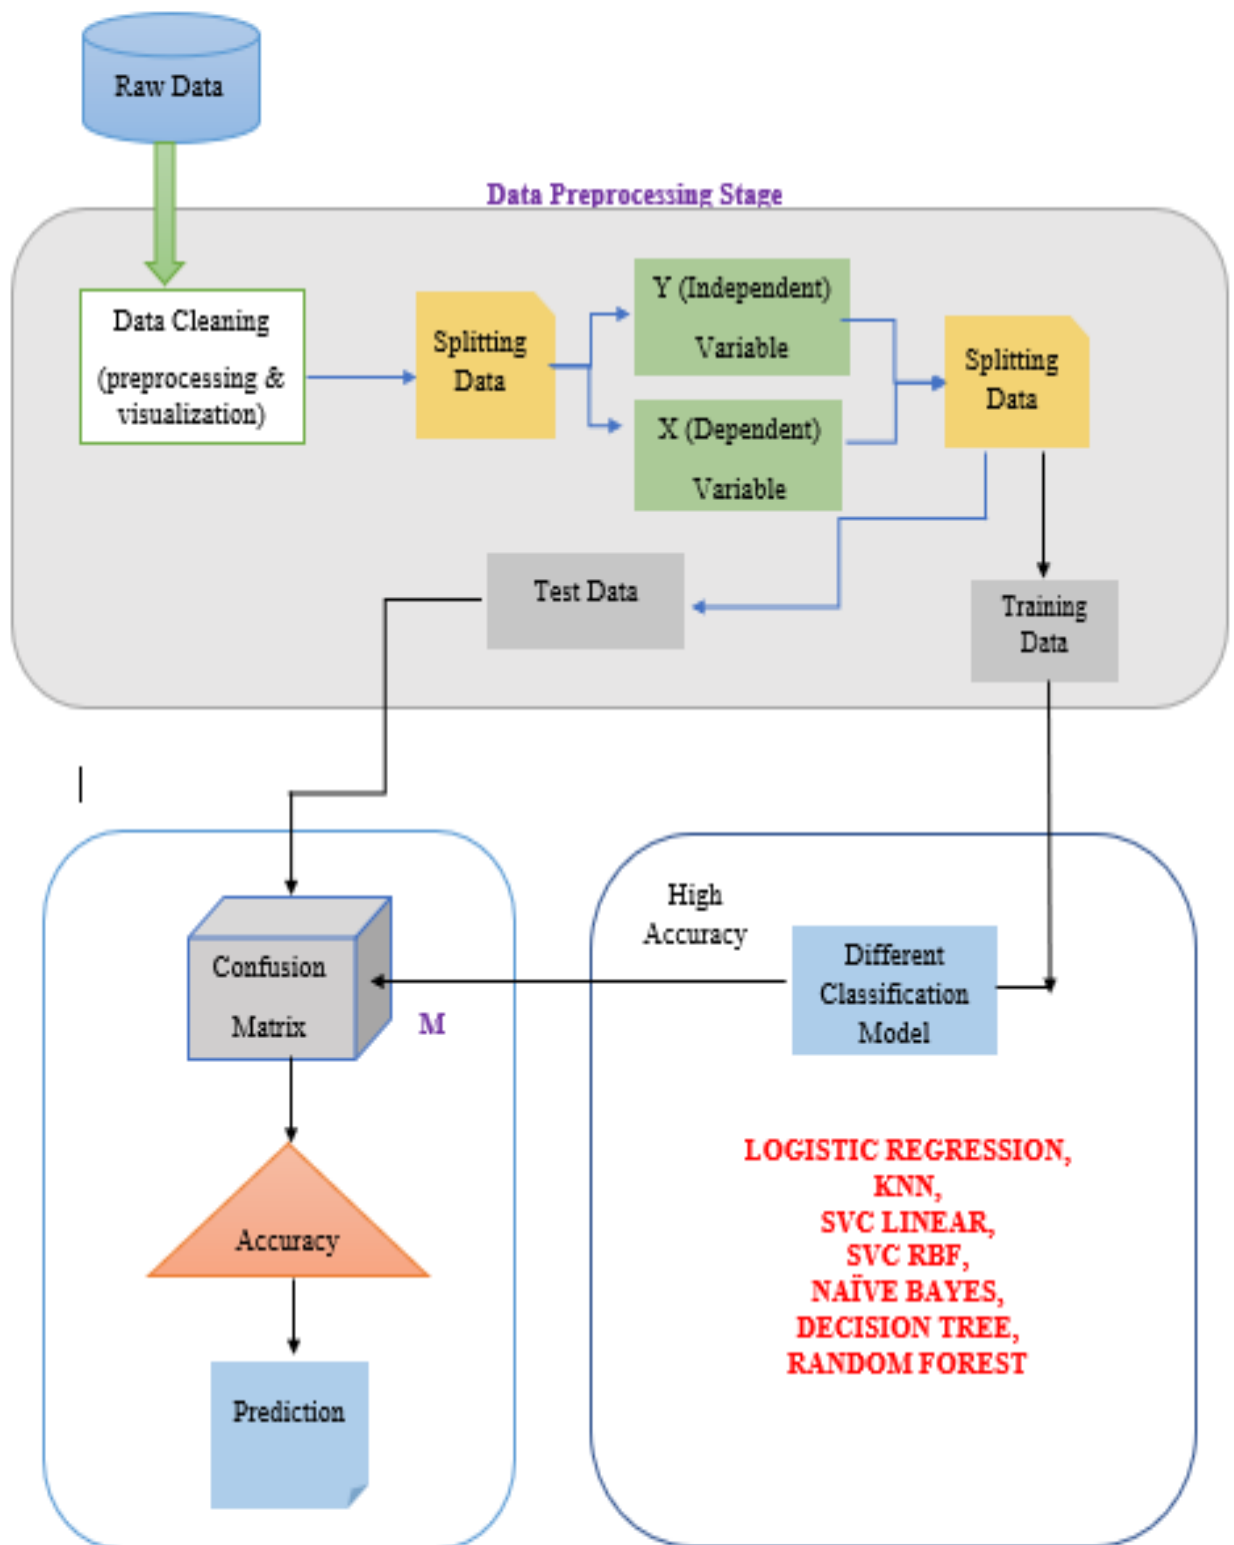 Raw Data
Data Preprocessing Stage
Data Cleaning
(preprocessing &
visualization)
Splitting
Data
Y (Independent)
Variable
X (Dependent)
Variable
Splitting
Data
Test Data
Training
Data
High
Accuracy
Different
Classification
Model
Confusion
Matrix
M
Accuracy
Prediction
LOGISTIC REGRESSION,
KNN,
SVC LINEAR,
SVC RBF,
NAÏVE BAYES,
DECISION TREE,
RANDOM FOREST